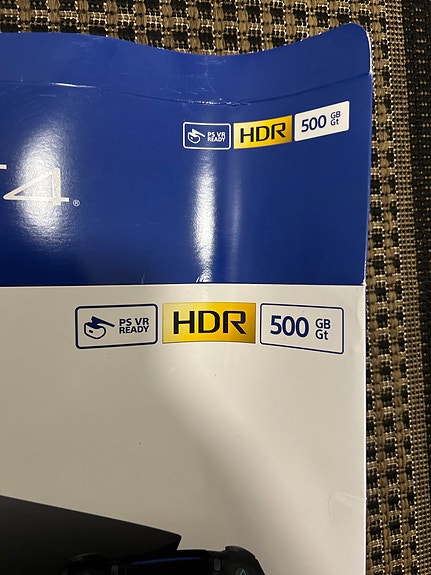 PS VR
READY
HDR
500 GB
Gt
4®
PS VR
READY
HDR
500 GB
Gt